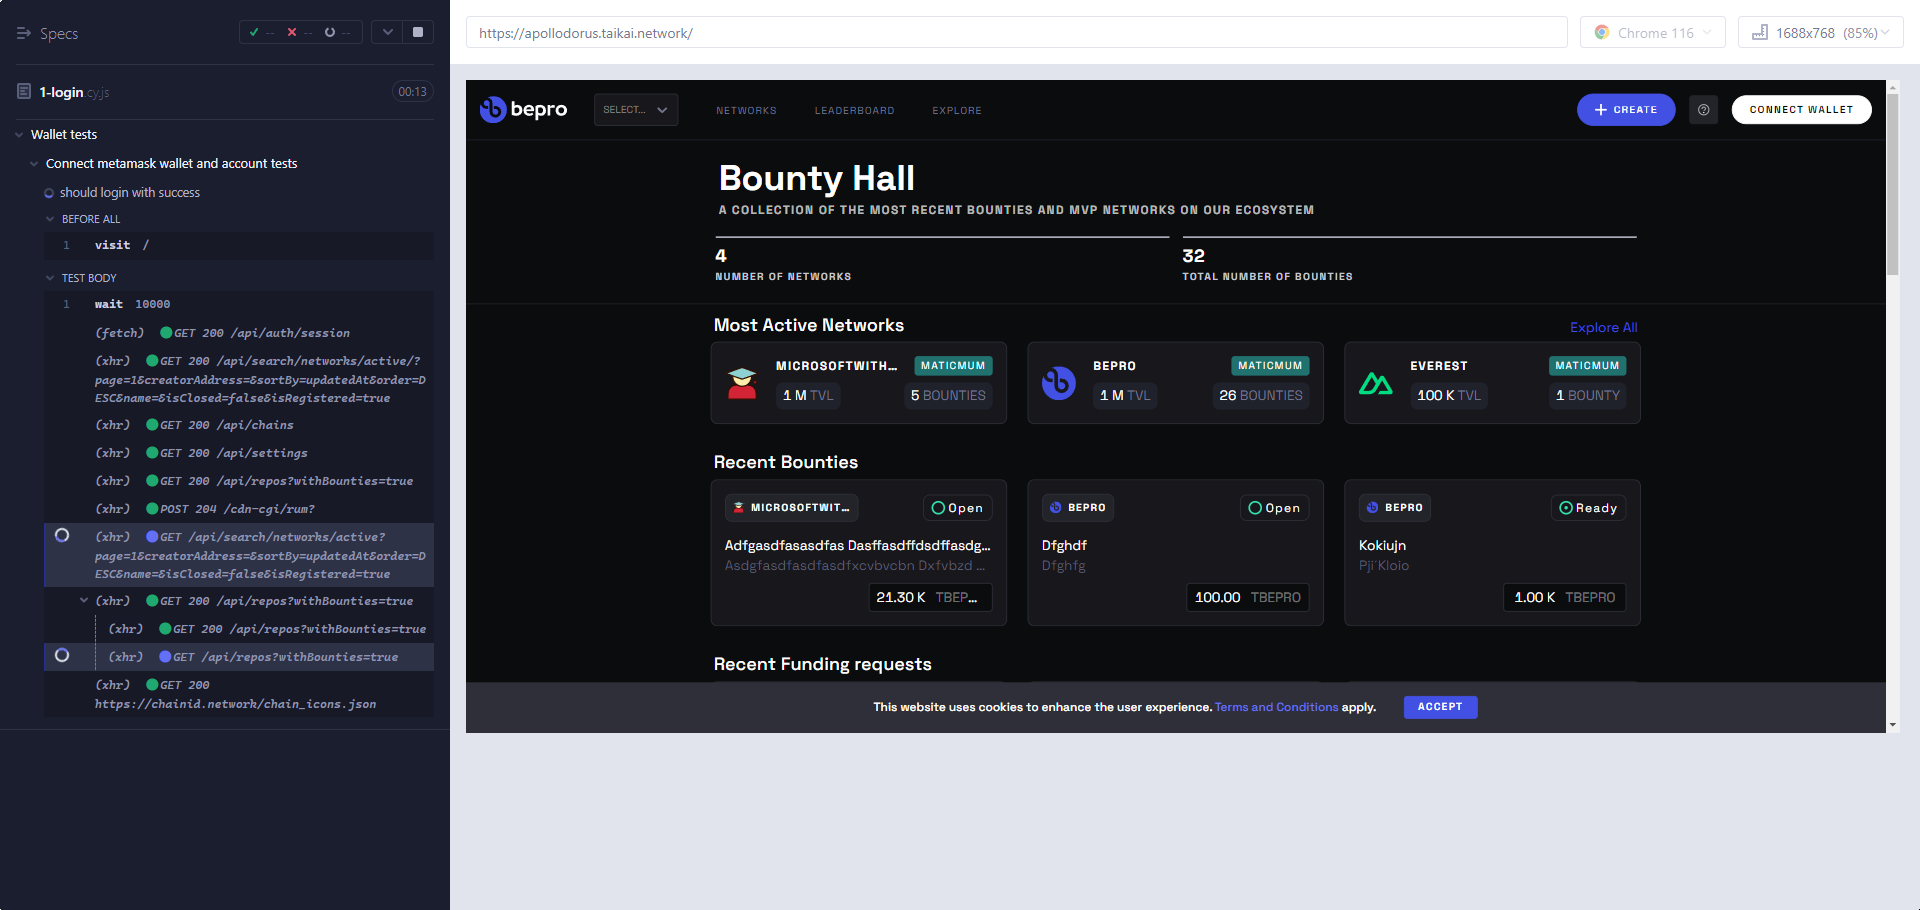 Specs
--
--
--
1-login.cy.js
00:13
Wallet tests
Connect metamask wallet and account tests
should login with success
BEFORE ALL
1 visit /
TEST BODY
1 wait 10000
(fetch) GET 200 /api/auth/session
(xhr) GET 200 /api/search/networks/active/?
page=1&creatorAddress=&sortBy=updatedAt&order=D
ESC&name=&isClosed=false&isRegistered=true
(xhr) GET 200 /api/chains
(xhr) GET 200 /api/settings
(xhr) GET 200 /api/repos?withBounties=true
(xhr) POST 204 /cdn-cgi/rum?
(xhr) GET /api/search/networks/active?
page=1&creatorAddress=&sortBy=updatedAt&order=D
ESC&name=&isClosed=false&isRegistered=true
(xhr) GET 200 /api/repos?withBounties=true
(xhr) GET 200 /api/repos?withBounties=true
(xhr) GET /api/repos?withBounties=true
(xhr) GET 200
https://chainid.network/chain_icons.json
https://apollodorus.taikai.network/
Chrome 116
1688x768 (85%)
bepro
SELECT...
NETWORKS
LEADERBOARD
EXPLORE
+ CREATE
CONNECT WALLET
Bounty Hall
A COLLECTION OF THE MOST RECENT BOUNTIES AND MVP NETWORKS ON OUR ECOSYSTEM
4
NUMBER OF NETWORKS
32
TOTAL NUMBER OF BOUNTIES
Most Active Networks
Explore All
MICROSOFTWITH...
MATICMUM
1 M TVL
5 BOUNTIES
BEPRO
MATICMUM
1 M TVL
26 BOUNTIES
EVEREST
MATICMUM
100 K TVL
1 BOUNTY
Recent Bounties
MICROSOFTWIT...
Open
Adfgasdfasasdfas Dasffasdffdsdffasdg...
Asdgfasdfasdfasdfxcvbvcbn Dxfvbzd ...
21.30 K TBEP...
BEPRO
Open
Dfghdf
Dfghfg
100.00 TBEPRO
BEPRO
Ready
Kokiujn
Pji´Kloio
1.00 K TBEPRO
Recent Funding requests
This website uses cookies to enhance the user experience. Terms and Conditions apply.
ACCEPT